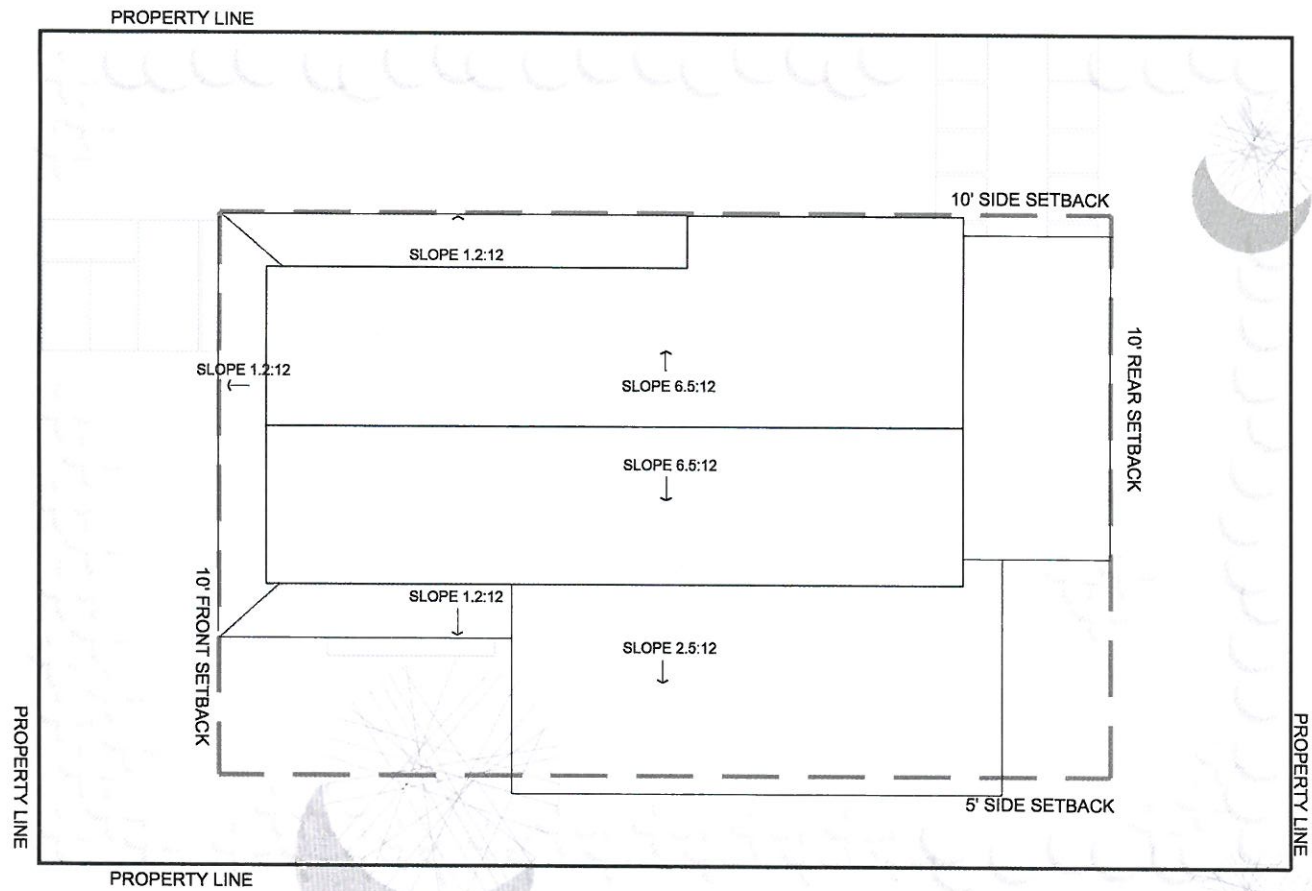 PROPERTY LINE
10' SIDE SETBACK
SLOPE 1.2:12
SLOPE 1.2:12
SLOPE 6.5:12
10' REAR SETBACK
SLOPE 6.5:12
10' FRONT SETBACK
SLOPE 1.2:12
SLOPE 2.5:12
PROPERTY LINE
PROPERTY LINE
5' SIDE SETBACK
PROPERTY LINE